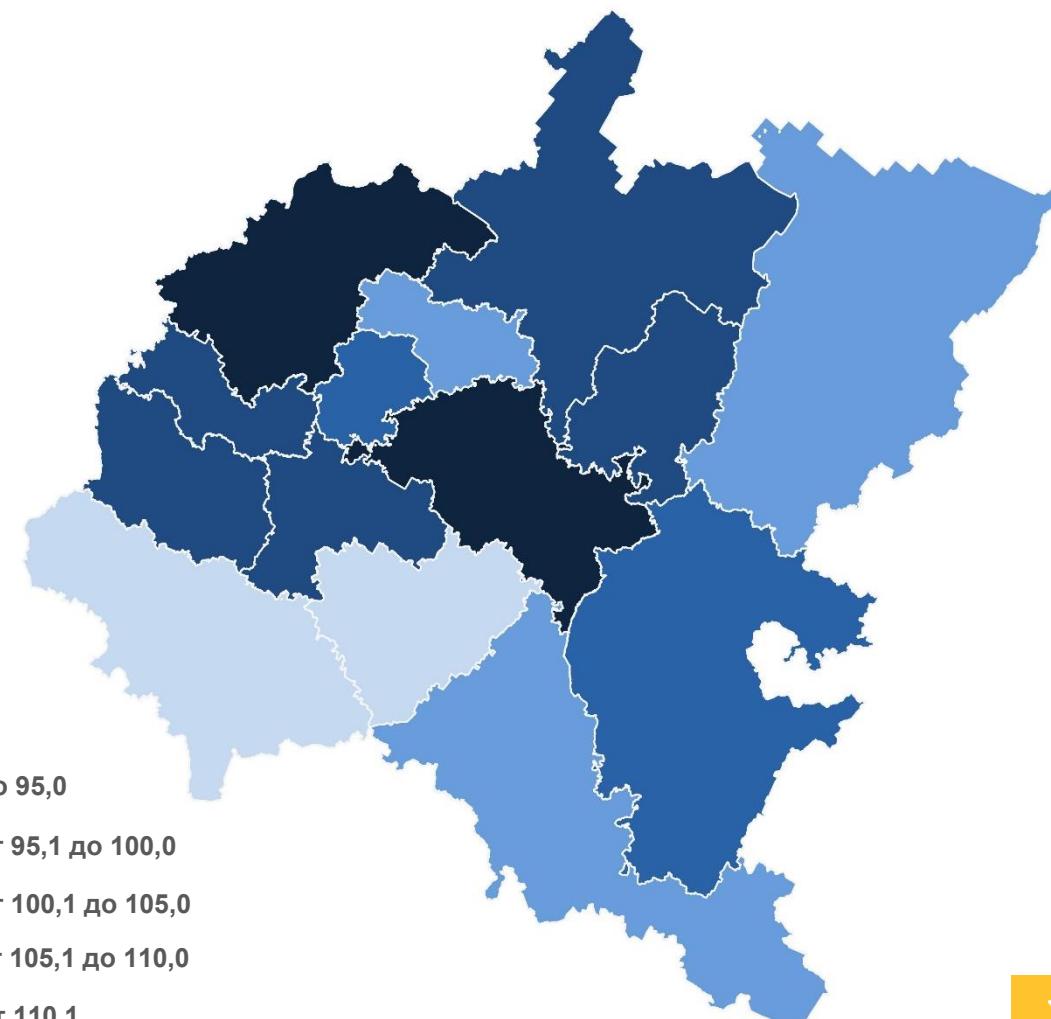 о 95,0
т 95,1 до 100,0
т 100,1 до 105,0
т 105,1 до 110,0
т 110,1